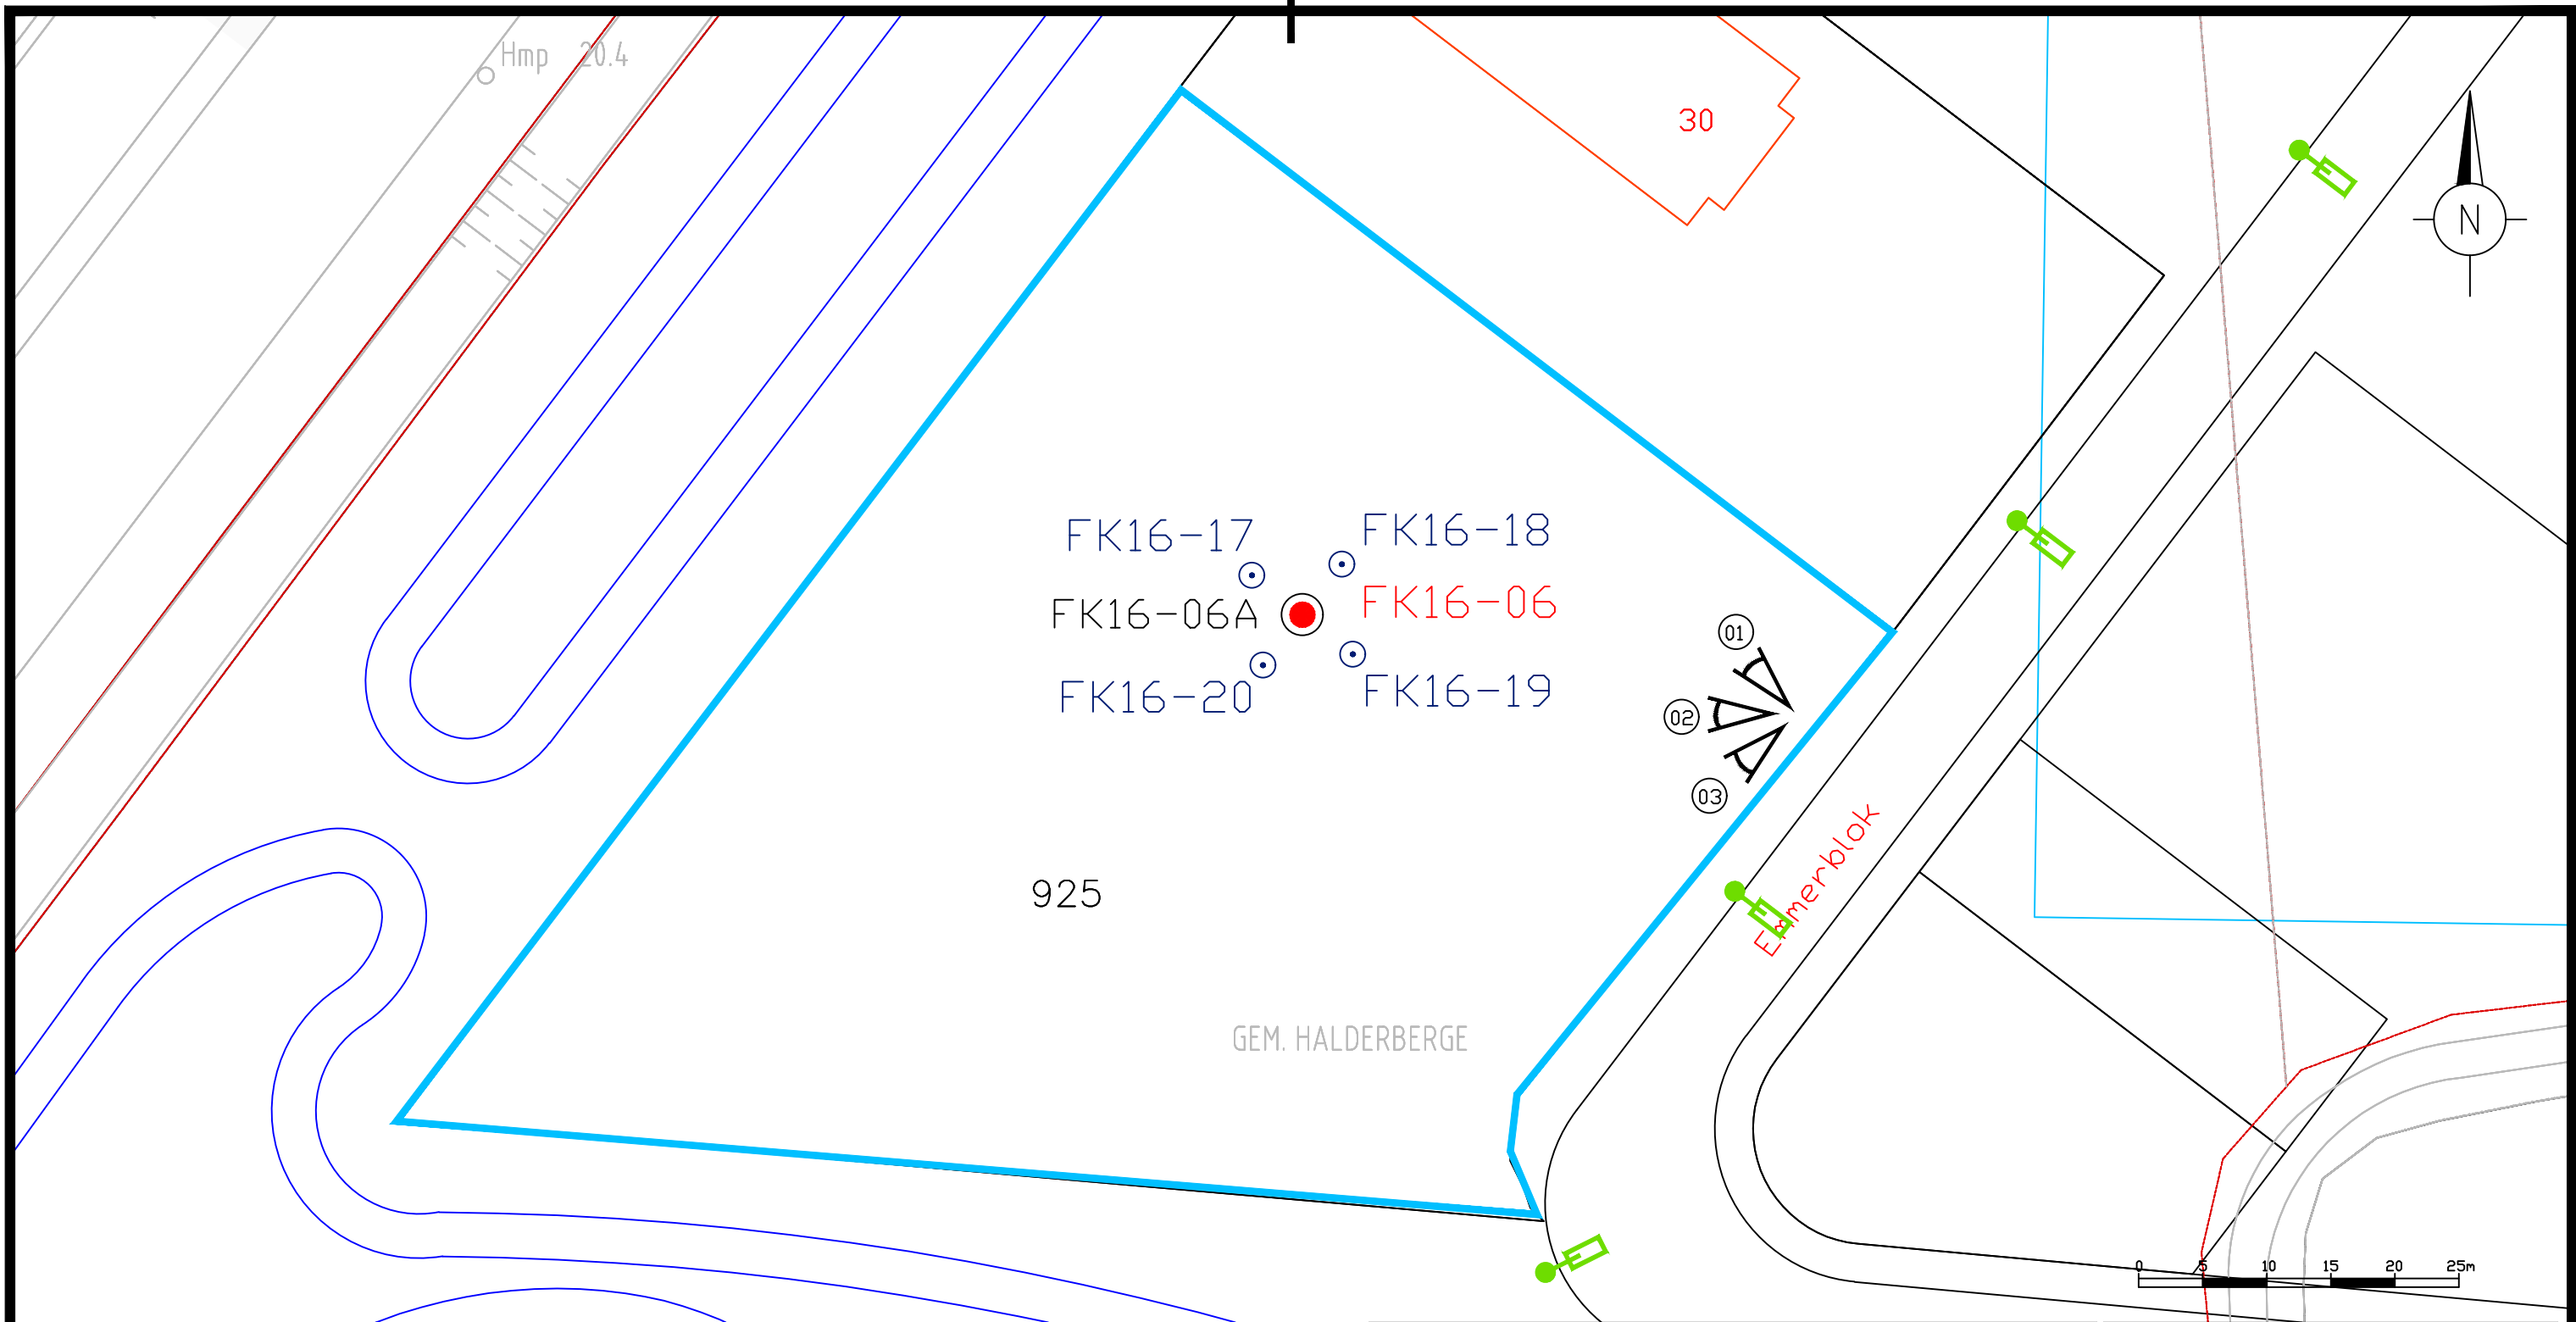 Hmp 20.4
30
N
FK16-17
FK16-18
FK16-06A
FK16-06
FK16-20
FK16-19
01
02
03
Emmerblok
925
GEM. HALDERBERGE
0 5 10 15 20 25m